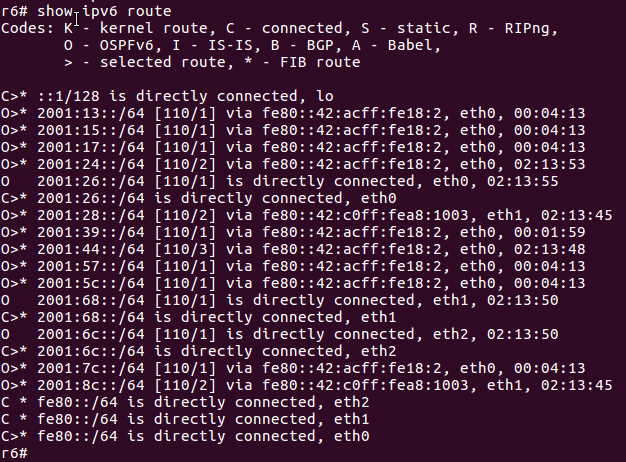 r6# show ipv6 route
Codes: K - kernel route, C - connected, S - static, R - RIPng,
       O - OSPFv6, I - IS-IS, B - BGP, A - Babel,
       > - selected route, * - FIB route
C>* ::1/128 is directly connected, lo
O>* 2001:13::/64 [110/1] via fe80::42:acff:fe18:2, eth0, 00:04:13
O>* 2001:15::/64 [110/1] via fe80::42:acff:fe18:2, eth0, 00:04:13
O>* 2001:17::/64 [110/1] via fe80::42:acff:fe18:2, eth0, 00:04:13
O>* 2001:24::/64 [110/2] via fe80::42:acff:fe18:2, eth0, 02:13:53
O   2001:26::/64 [110/1] is directly connected, eth0, 02:13:55
C>* 2001:26::/64 is directly connected, eth0
O>* 2001:28::/64 [110/2] via fe80::42:c0ff:fea8:1003, eth1, 02:13:45
O>* 2001:39::/64 [110/1] via fe80::42:acff:fe18:2, eth0, 00:01:59
O>* 2001:44::/64 [110/3] via fe80::42:acff:fe18:2, eth0, 02:13:48
O>* 2001:57::/64 [110/1] via fe80::42:acff:fe18:2, eth0, 00:04:13
O>* 2001:5c::/64 [110/1] via fe80::42:acff:fe18:2, eth0, 00:04:13
O   2001:68::/64 [110/1] is directly connected, eth1, 02:13:50
C>* 2001:68::/64 is directly connected, eth1
O   2001:6c::/64 [110/1] is directly connected, eth2, 02:13:50
C>* 2001:6c::/64 is directly connected, eth2
O>* 2001:7c::/64 [110/1] via fe80::42:acff:fe18:2, eth0, 00:04:13
O>* 2001:8c::/64 [110/2] via fe80::42:c0ff:fea8:1003, eth1, 02:13:45
C * fe80::/64 is directly connected, eth2
C * fe80::/64 is directly connected, eth1
C>* fe80::/64 is directly connected, eth0
r6#